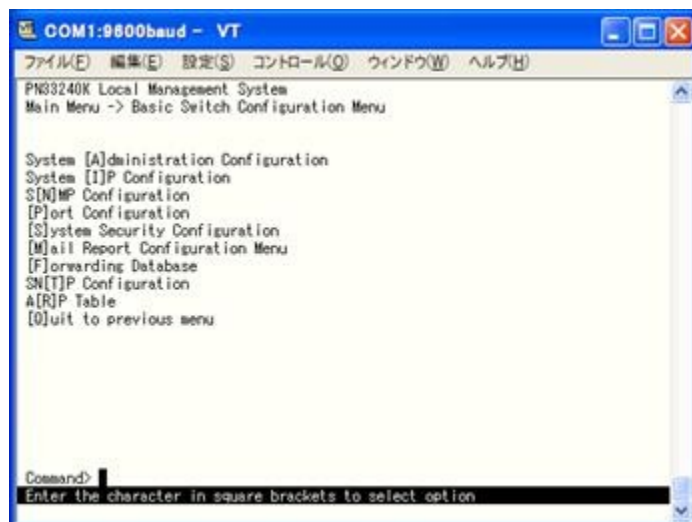 COM1:9600baud - VT
ファイル(F) 編集(E) 設定(S) コントロール(O) ウィンドウ(W) ヘルプ(H)
PN33240K Local Management System
Main Menu -> Basic Switch Configuration Menu
System [A]dministration Configuration
System [I]P Configuration
S[N]MP Configuration
[P]ort Configuration
[S]ystem Security Configuration
[M]ail Report Configuration Menu
[F]orwarding Database
SN[T]P Configuration
A[R]P Table
[Q]uit to previous menu
Command>
Enter the character in square brackets to select option